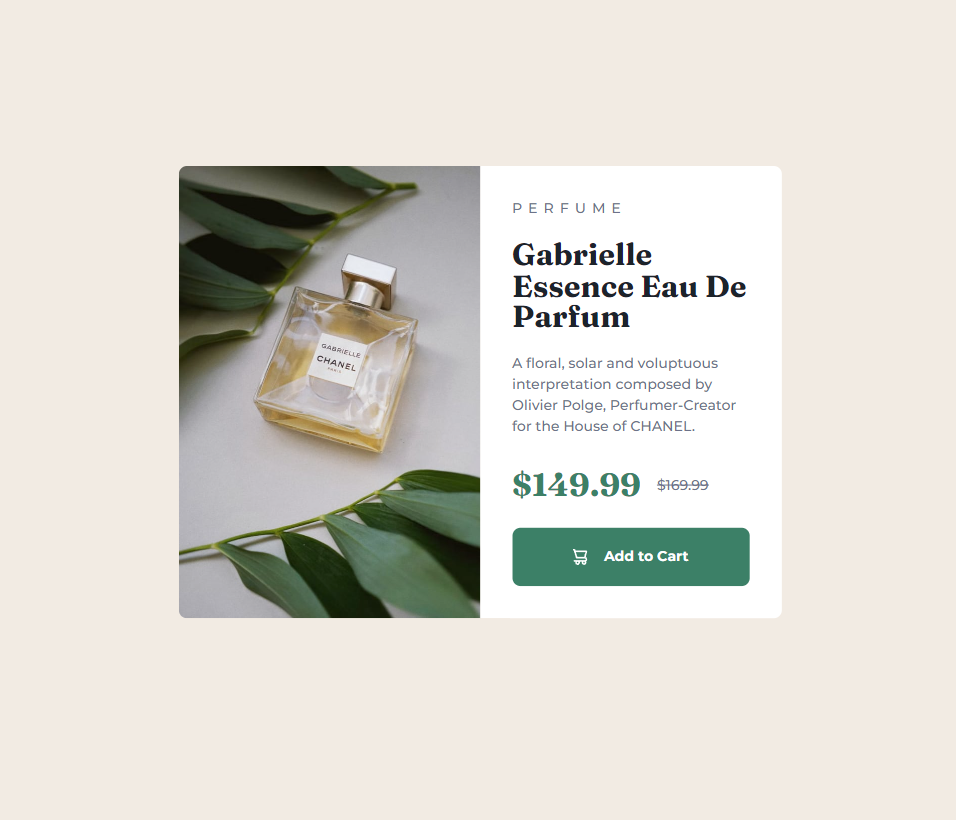 GABRIELLE
CHANEL
PARIS
PERFUME
Gabrielle
Essence Eau De
Parfum
A floral, solar and voluptuous
interpretation composed by
Olivier Polge, Perfumer-Creator
for the House of CHANEL.
$149.99 $169.99
Add to Cart